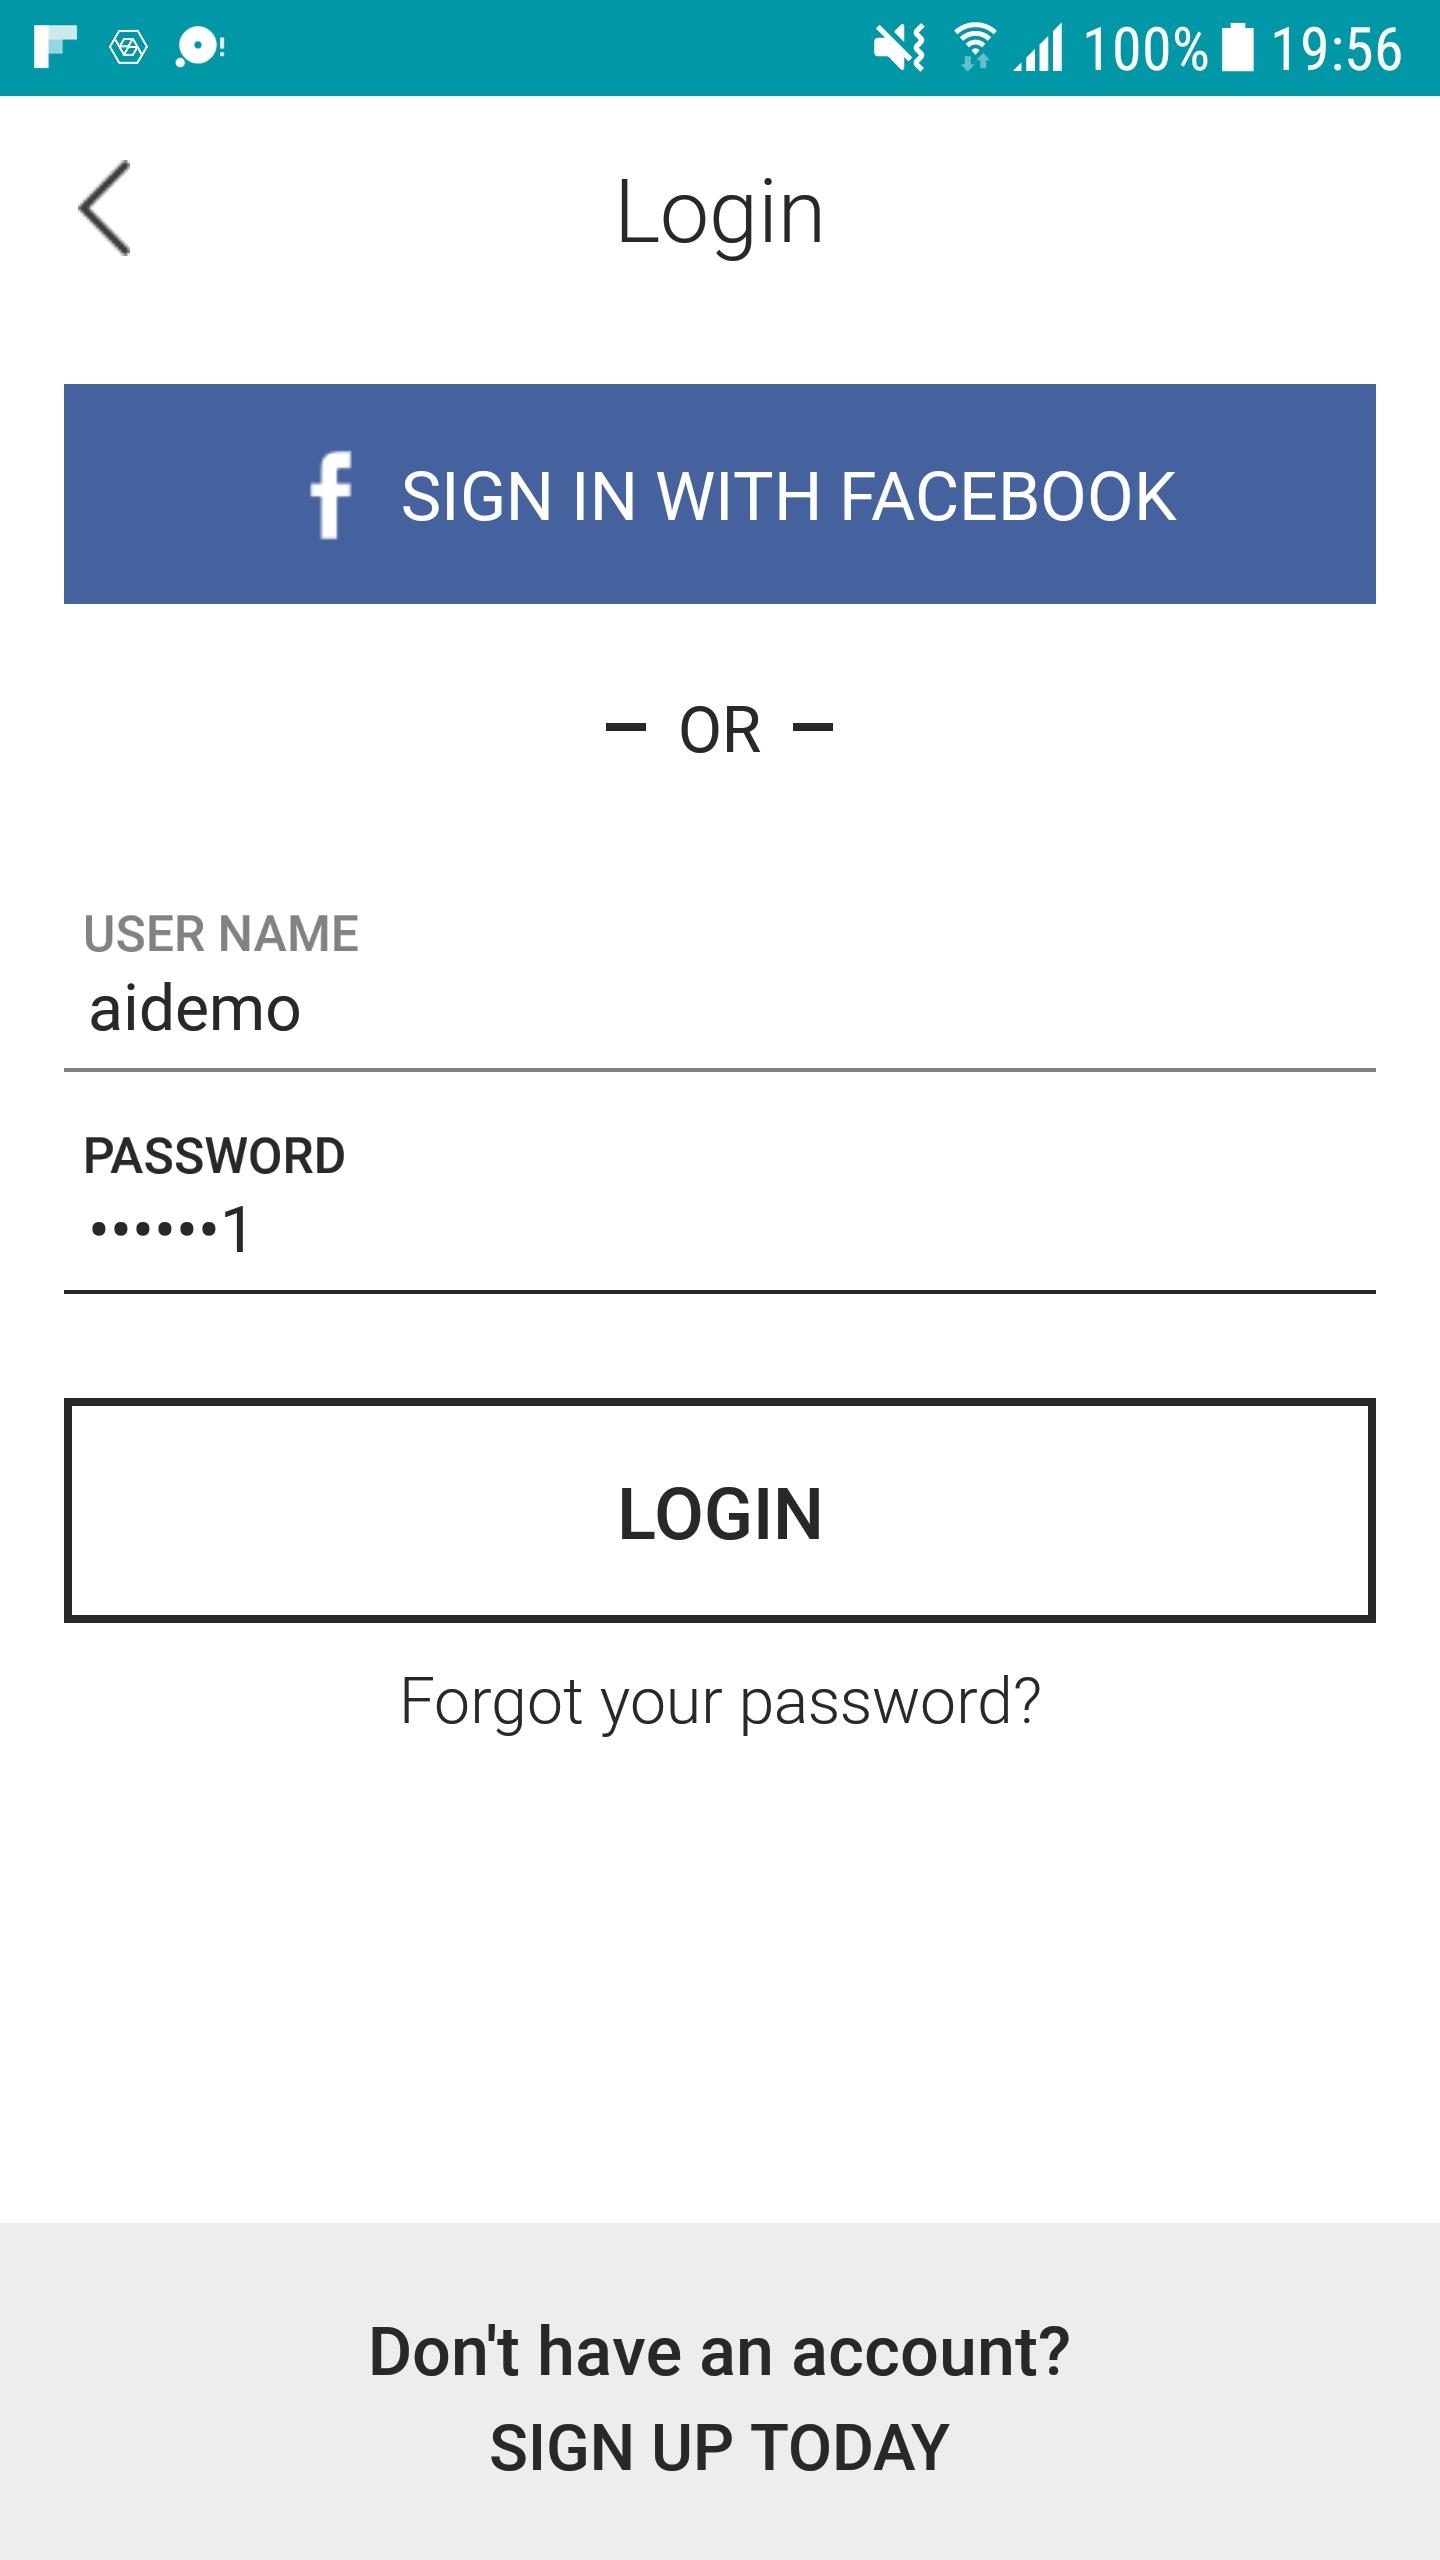 100% 19:56
Login
f SIGN IN WITH FACEBOOK
– OR –
USER NAME
aidemo
PASSWORD
••••••1
LOGIN
Forgot your password?
Don't have an account?
SIGN UP TODAY